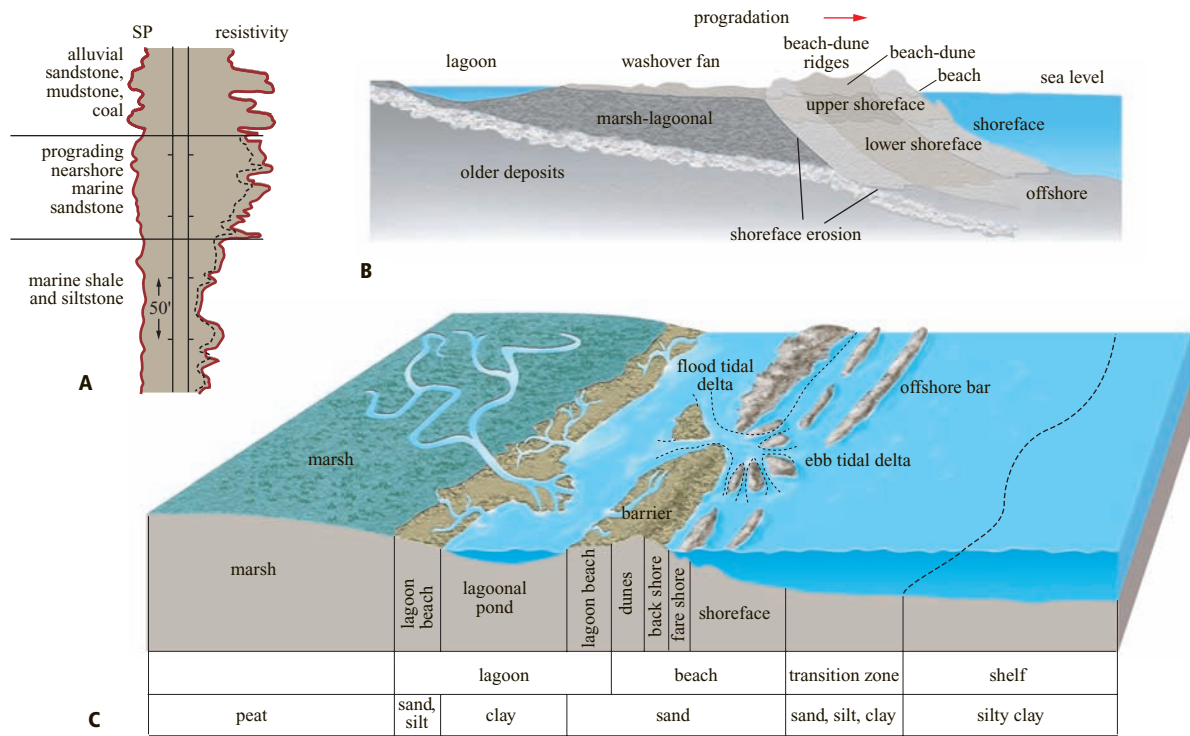 SP
resistivity
alluvial
sandstone,
mudstone,
coal
prograding
nearshore
marine
sandstone
marine shale
and siltstone
50'
A
progradation
lagoon
washover fan
beach-dune
ridges
beach-dune
beach
sea level
marsh-lagoonal
upper shoreface
shoreface
lower shoreface
older deposits
offshore
shoreface erosion
B
flood tidal
delta
offshore bar
marsh
ebb tidal delta
barrier
marsh
lagoon
beach
lagoonal
pond
lagoon beach
dunes
back shore
fare shore
shoreface
lagoon
beach
transition zone
shelf
C
peat
sand,
silt
clay
sand
sand, silt, clay
silty clay